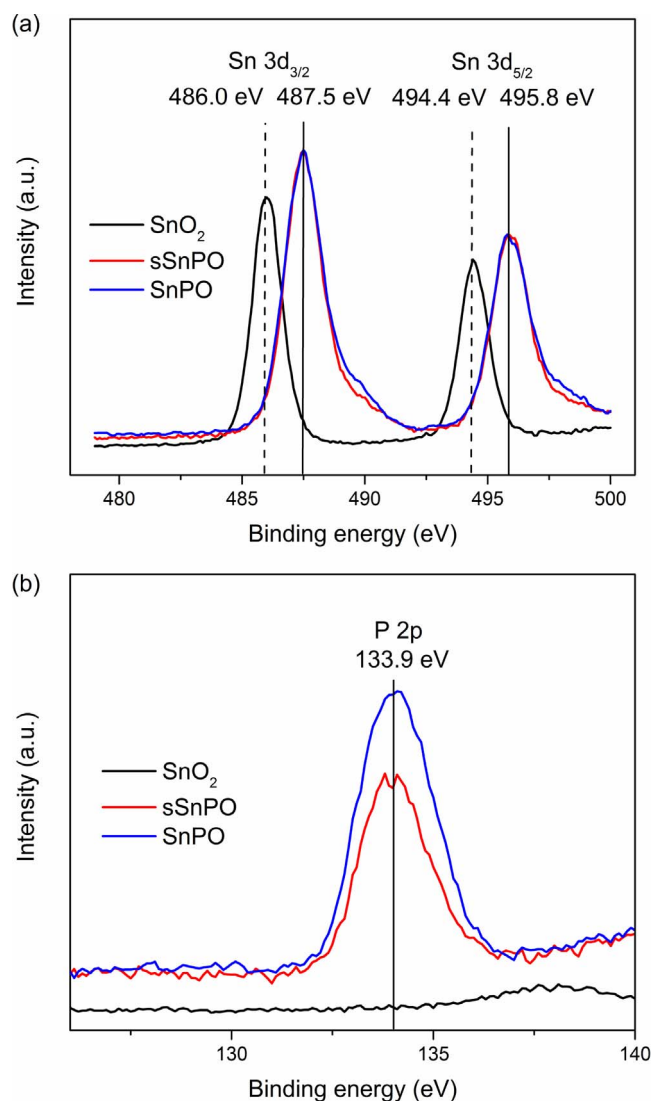 (a)
Sn 3d3/2 Sn 3d5/2
486.0 eV 487.5 eV 494.4 eV 495.8 eV
SnO2
sSnPO
SnPO
Intensity (a.u.)
480 485 490 495 500
Binding energy (eV)
(b)
P 2p
133.9 eV
SnO2
sSnPO
SnPO
Intensity (a.u.)
130 135 140
Binding energy (eV)